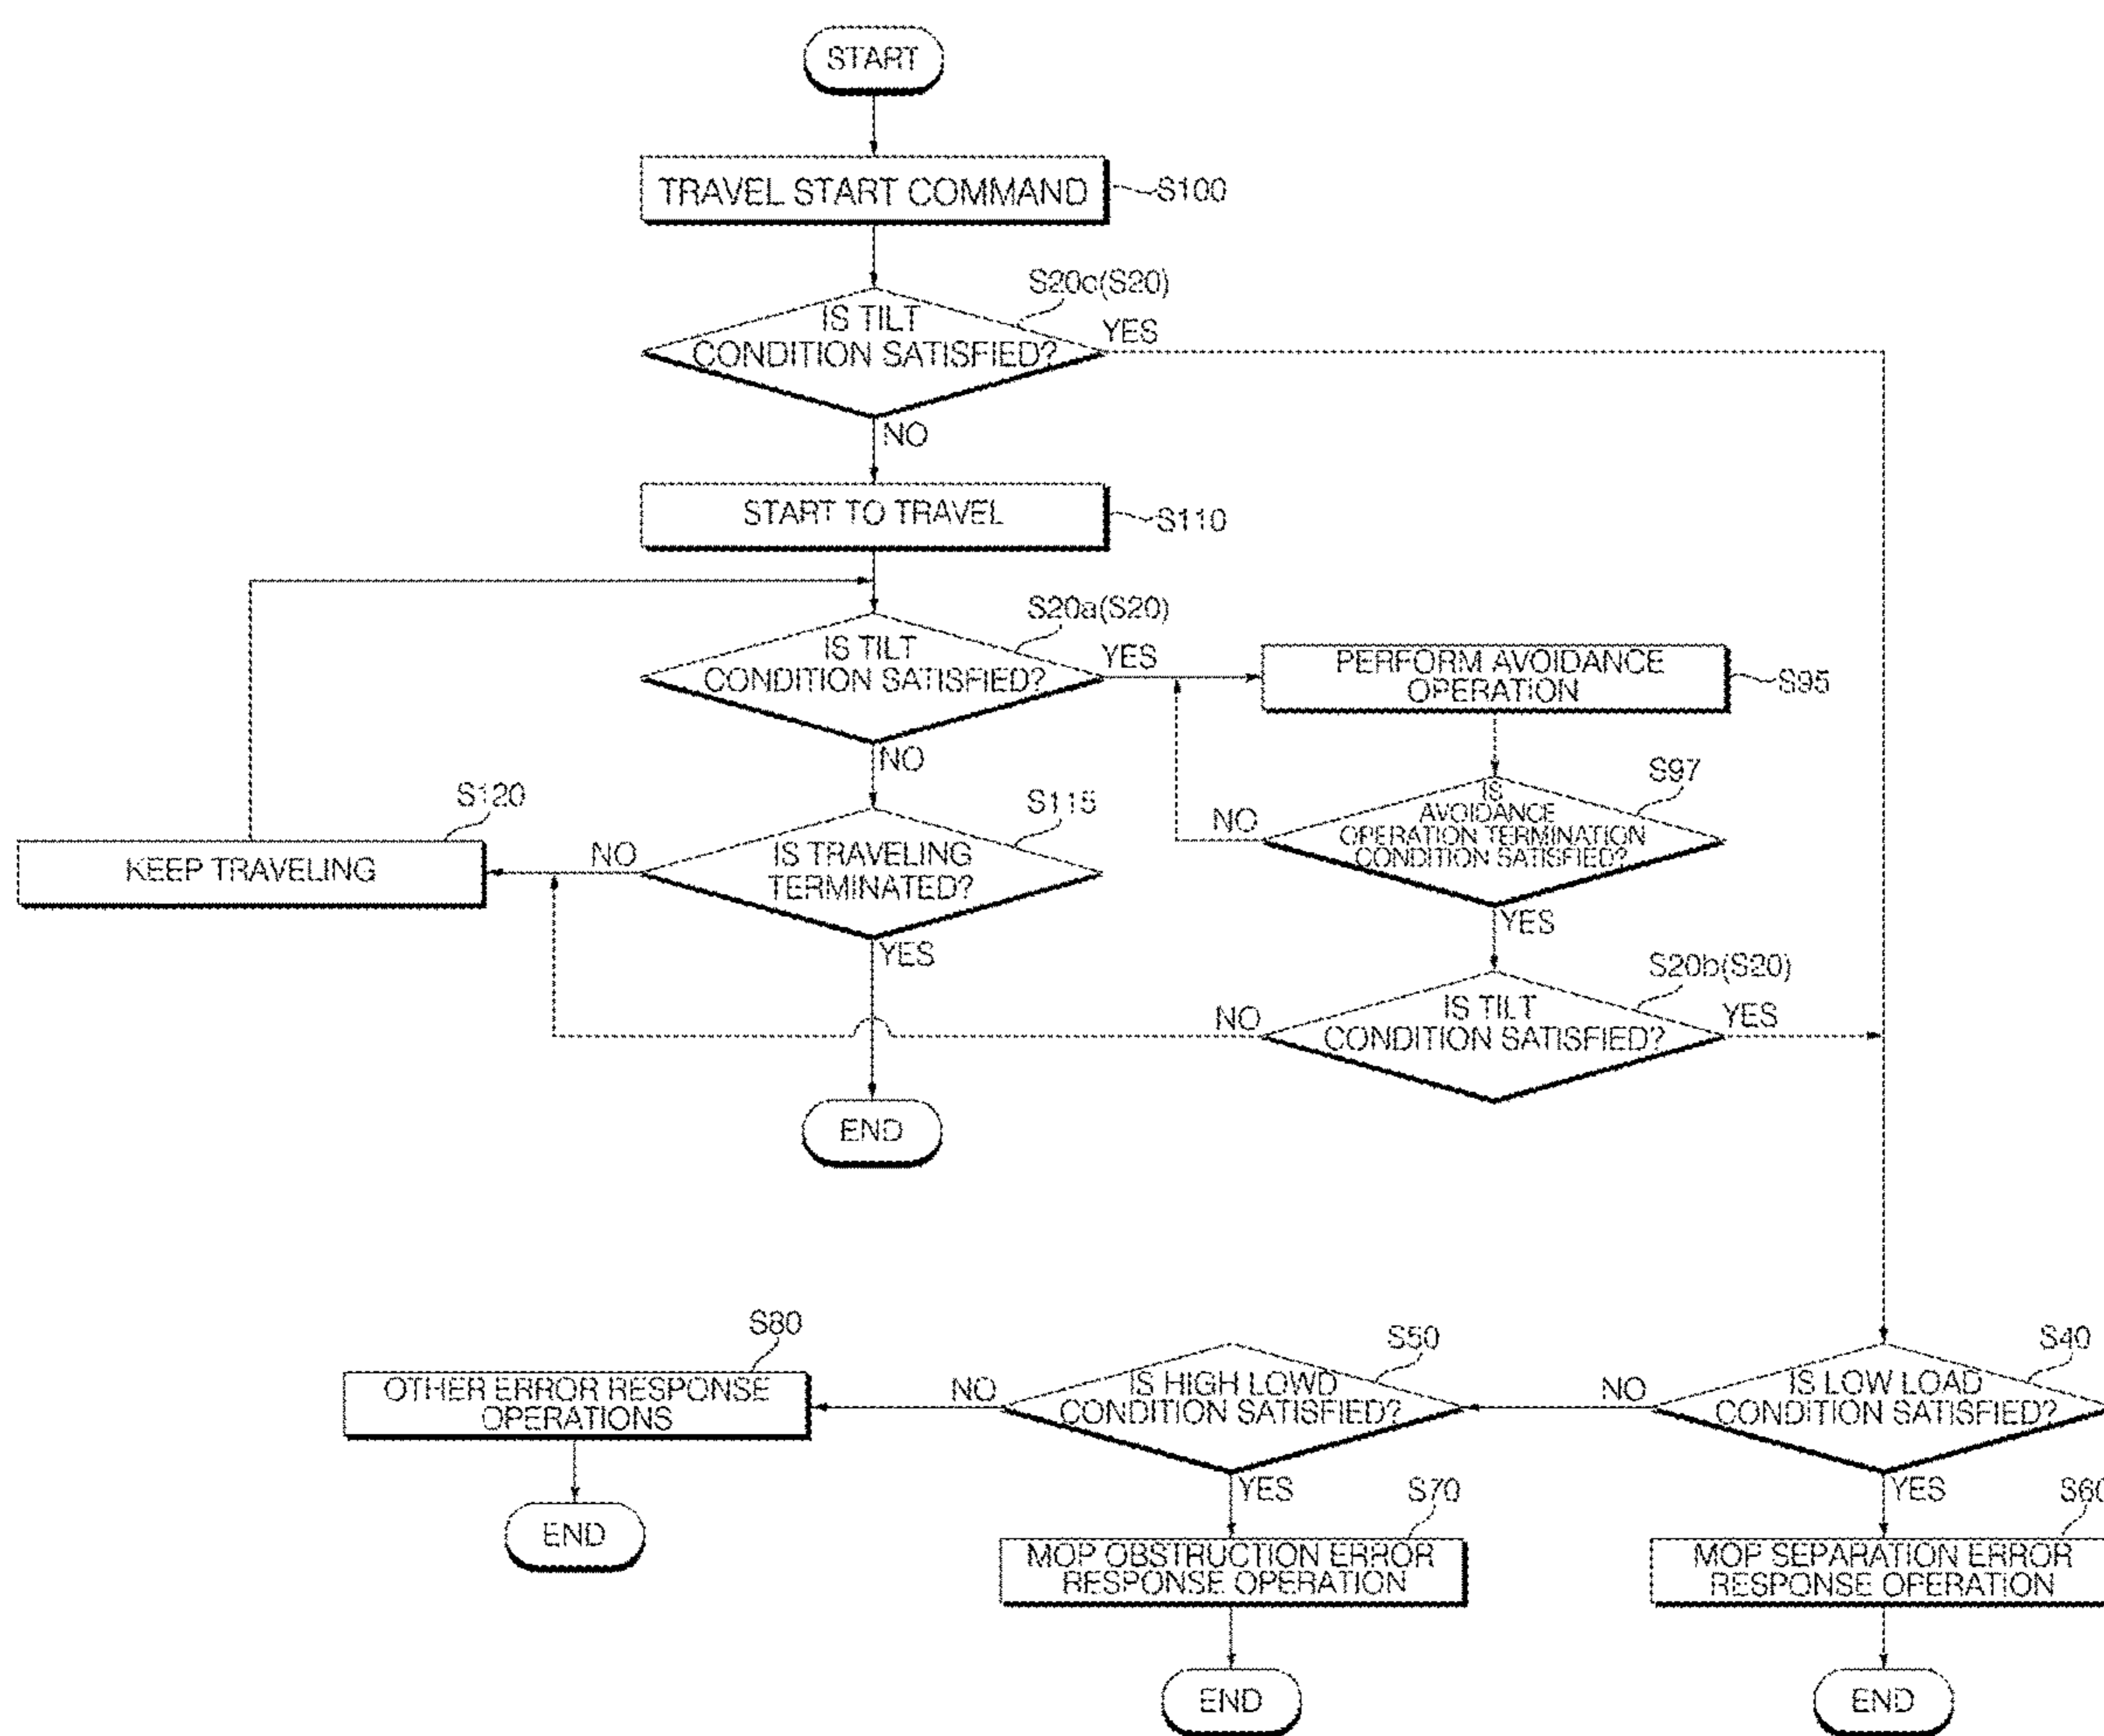 START
TRAVEL START COMMAND
S100
S20c(S20)
IS TILT
CONDITION SATISFIED?
YES
NO
START TO TRAVEL
S110
S20a(S20)
IS TILT
CONDITION SATISFIED?
YES
NO
PERFORM AVOIDANCE
OPERATION
S95
S97
IS
AVOIDANCE
OPERATION TERMINATION
CONDITION SATISFIED?
NO
YES
S120
KEEP TRAVELING
S115
IS TRAVELING
TERMINATED?
NO
YES
S20b(S20)
IS TILT
CONDITION SATISFIED?
NO
YES
END
S80
OTHER ERROR RESPONSE
OPERATIONS
END
S50
IS HIGH LOWD
CONDITION SATISFIED?
NO
YES
S40
IS LOW LOAD
CONDITION SATISFIED?
NO
YES
S70
MOP OBSTRUCTION ERROR
RESPONSE OPERATION
END
S60
MOP SEPARATION ERROR
RESPONSE OPERATION
END